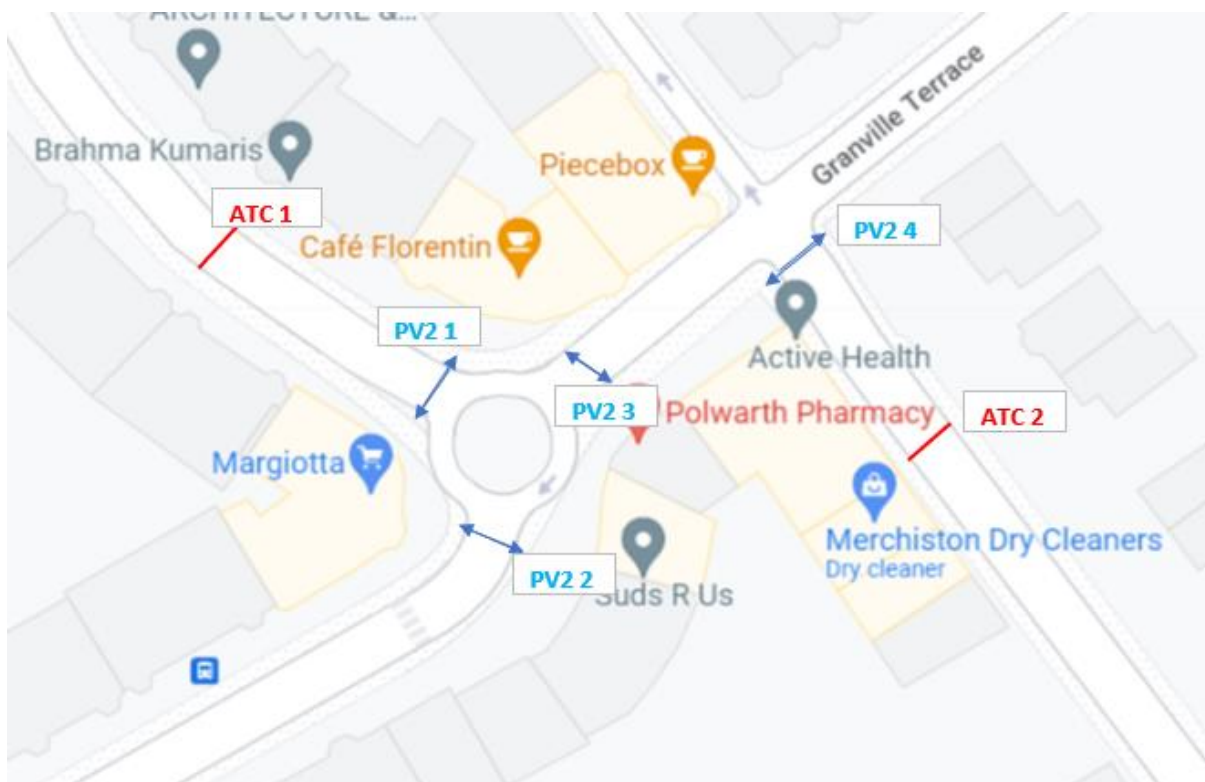 ARCHITECTURE &...
Brahma Kumaris
ATC 1
Piecebox
Granville Terrace
Café Florentin
PV2 4
PV2 1
Active Health
PV2 3
Polwarth Pharmacy
ATC 2
Margiotta
Merchiston Dry Cleaners
Dry cleaner
PV2 2
Suds R Us